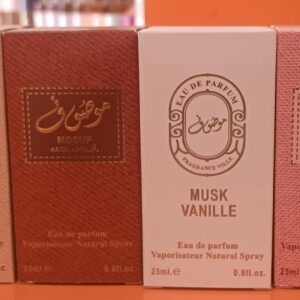 موصوف
MOSUF
Eau de parfum
Vaporisateur Natural Spray
25ml.e
0.8fl.oz.
EAU DE PARFUM
موصوف
FRAGRANCE VILLE
MUSK
VANILLE
Eau de parfum
Vaporisateur Natural Spray
25ml.e
0.8fl.oz.
25ml